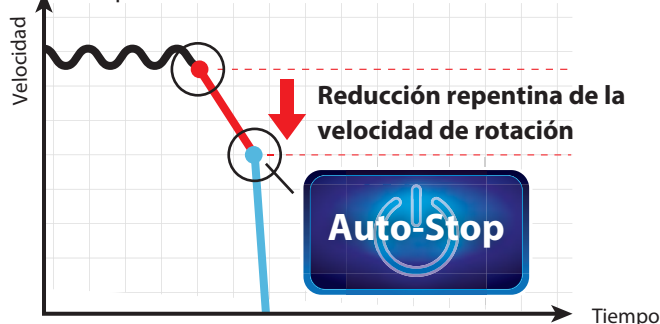 Velocidad
Reducción repentina de la
velocidad de rotación
Auto-Stop
Tiempo